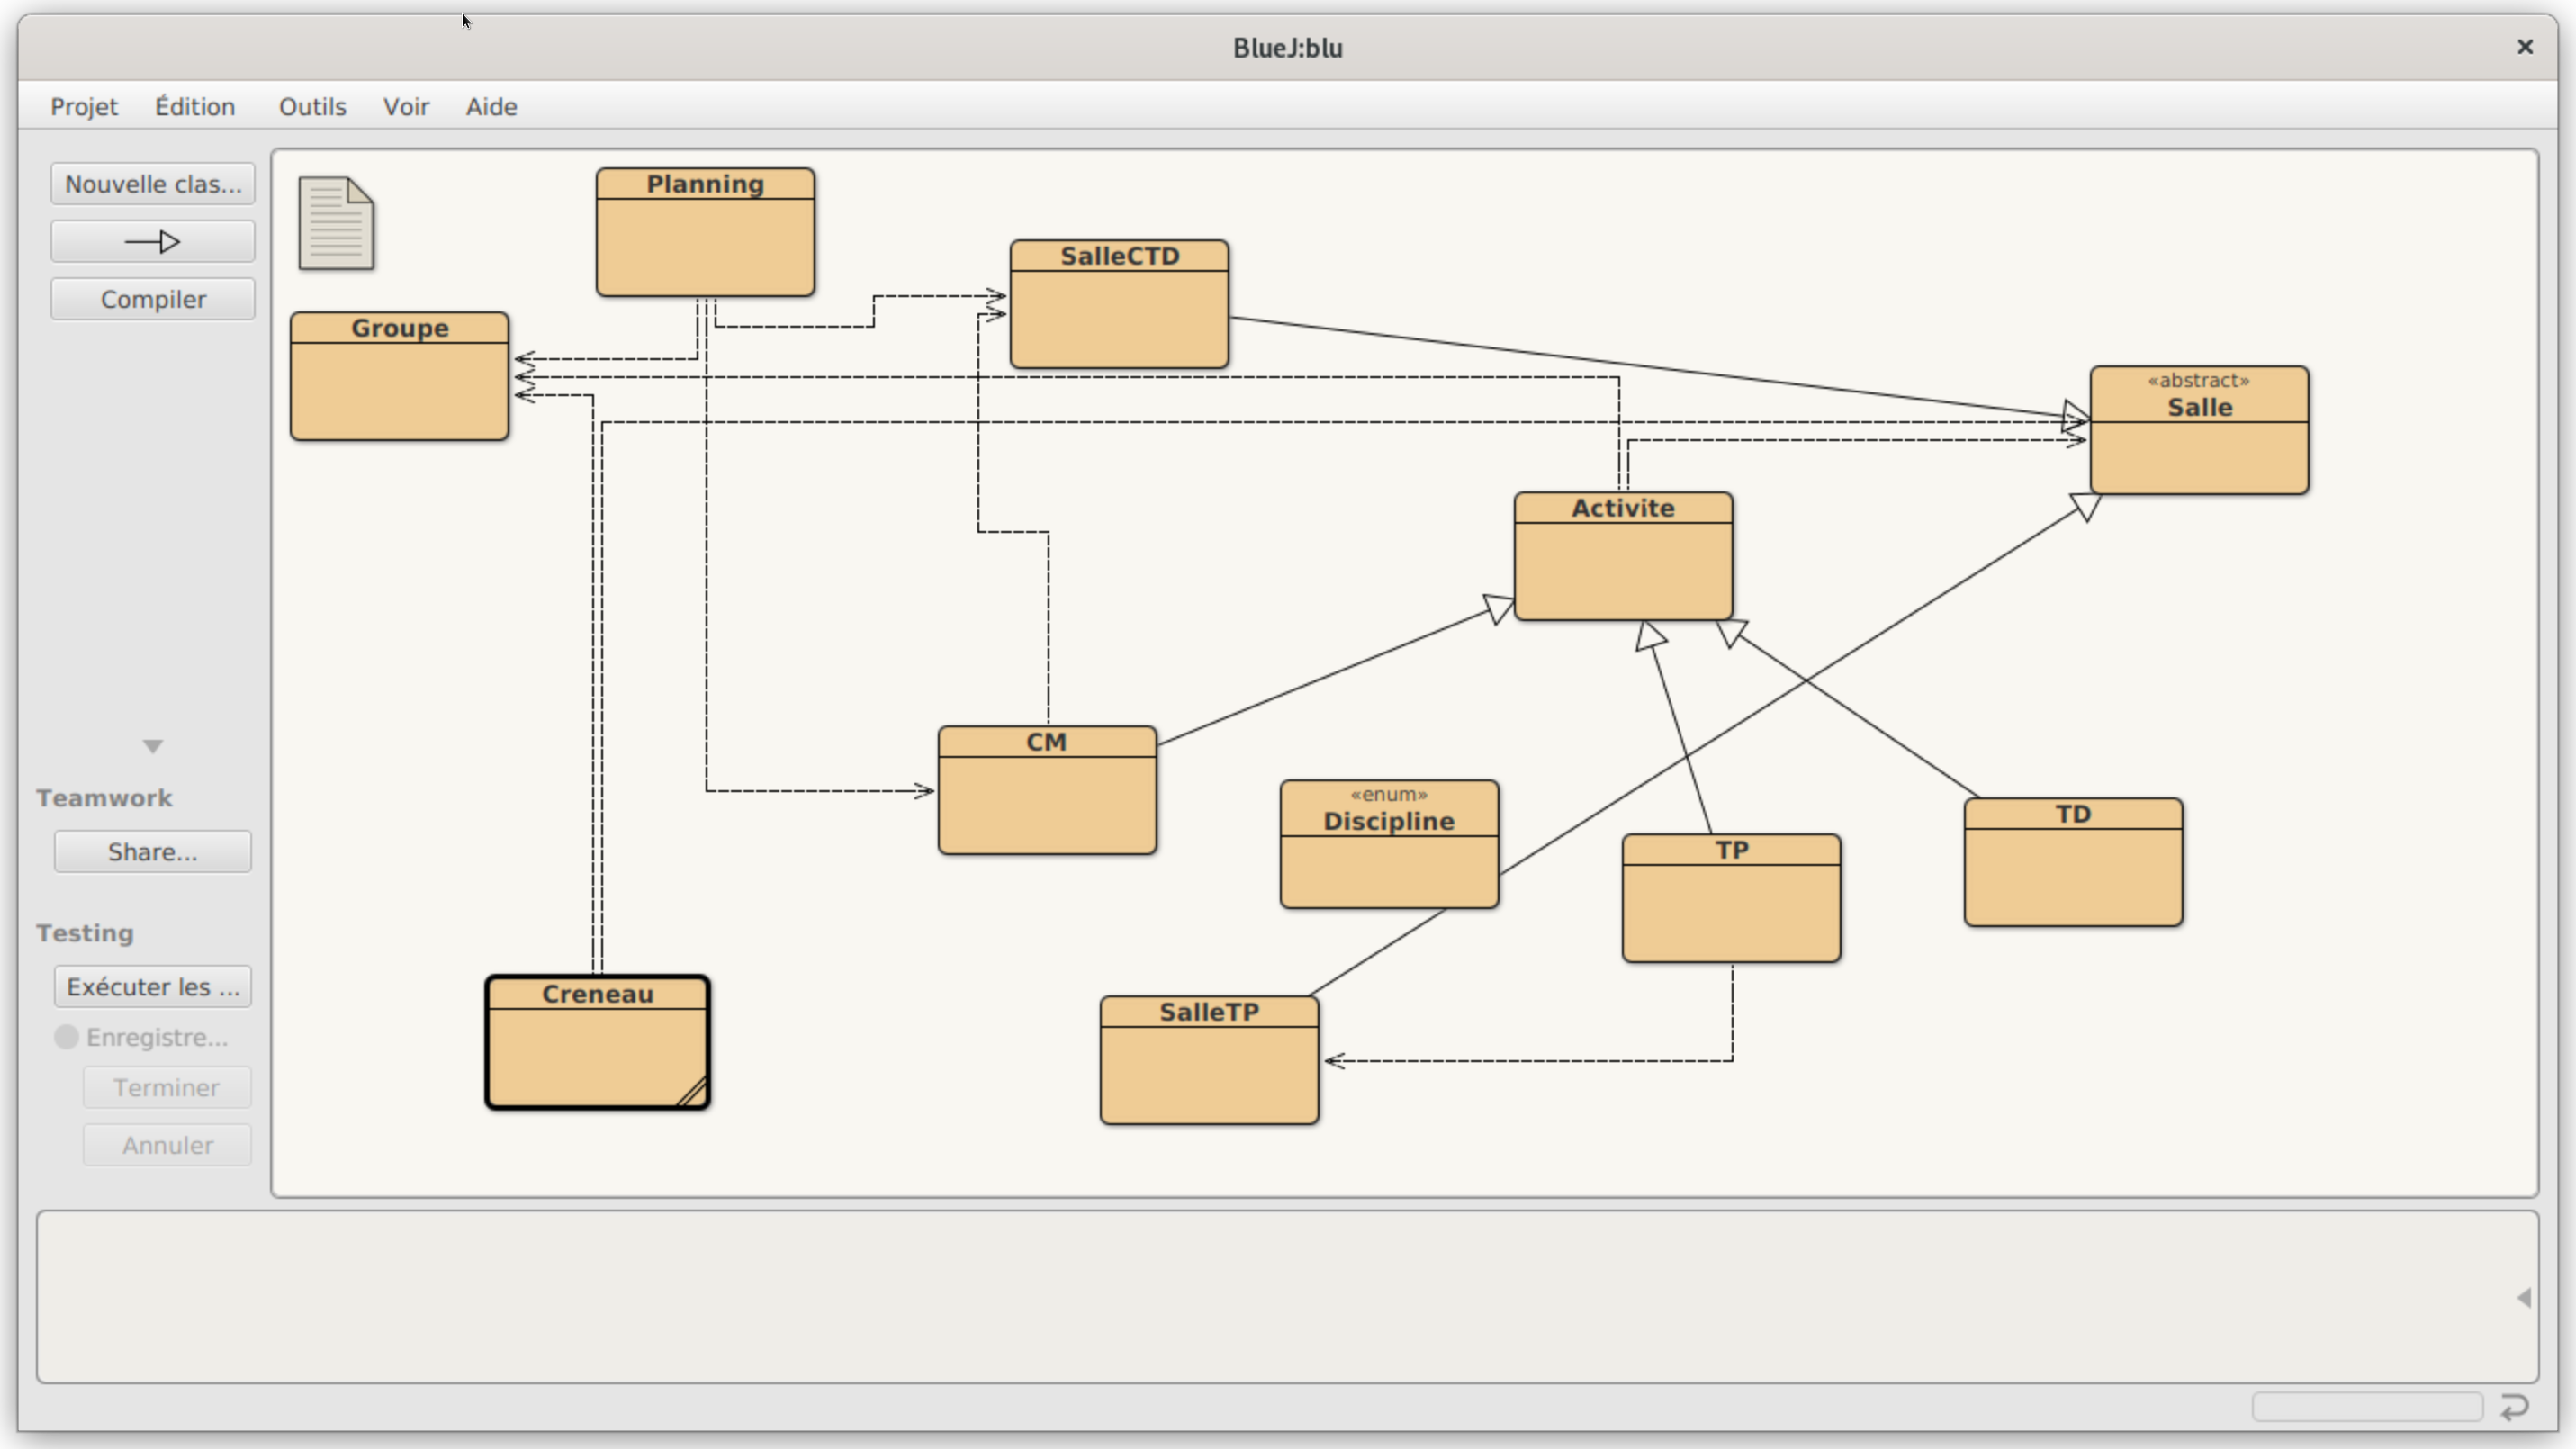 BlueJ:blu
Projet Édition Outils Voir Aide
Nouvelle clas...
Compiler
Teamwork
Share...
Testing
Exécuter les ...
Enregistre...
Terminer
Annuler
Planning
SalleCTD
Groupe
«abstract»
Salle
Activite
CM
«enum»
Discipline
TP
TD
Creneau
SalleTP